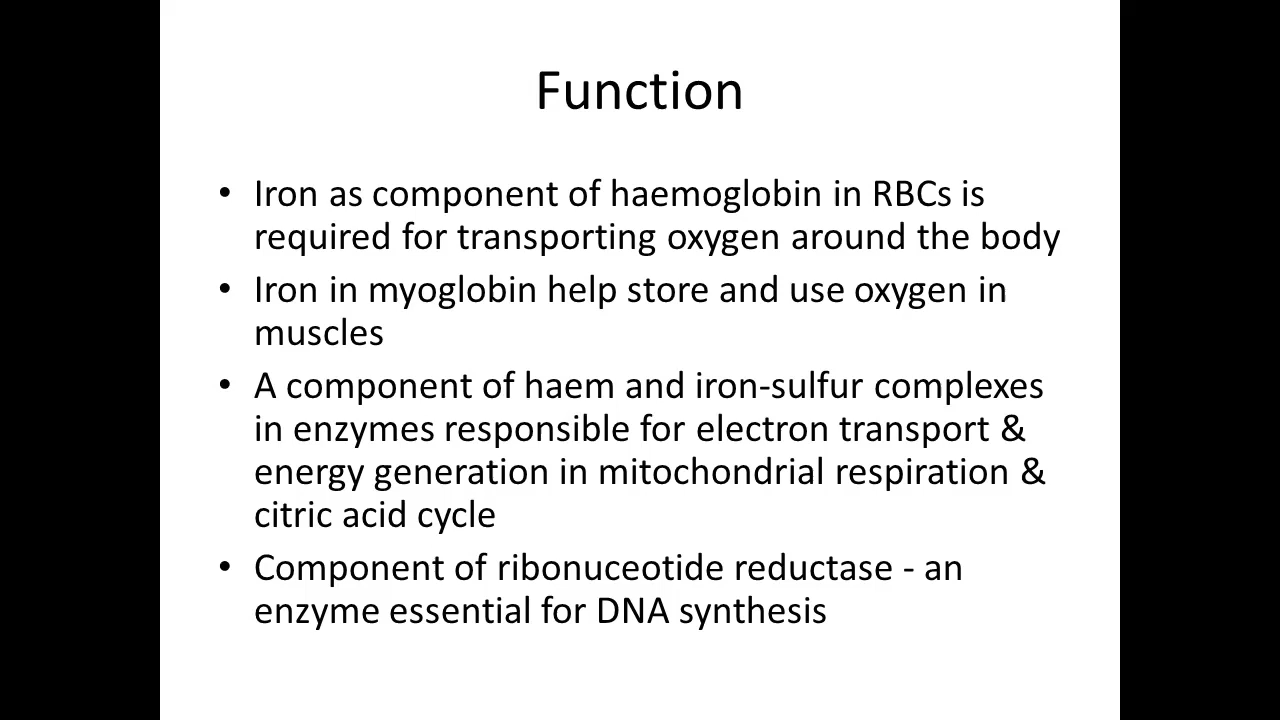 Function
• Iron as component of haemoglobin in RBCs is
required for transporting oxygen around the body
• Iron in myoglobin help store and use oxygen in
muscles
• A component of haem and iron-sulfur complexes
in enzymes responsible for electron transport &
energy generation in mitochondrial respiration &
citric acid cycle
• Component of ribonuceotide reductase - an
enzyme essential for DNA synthesis